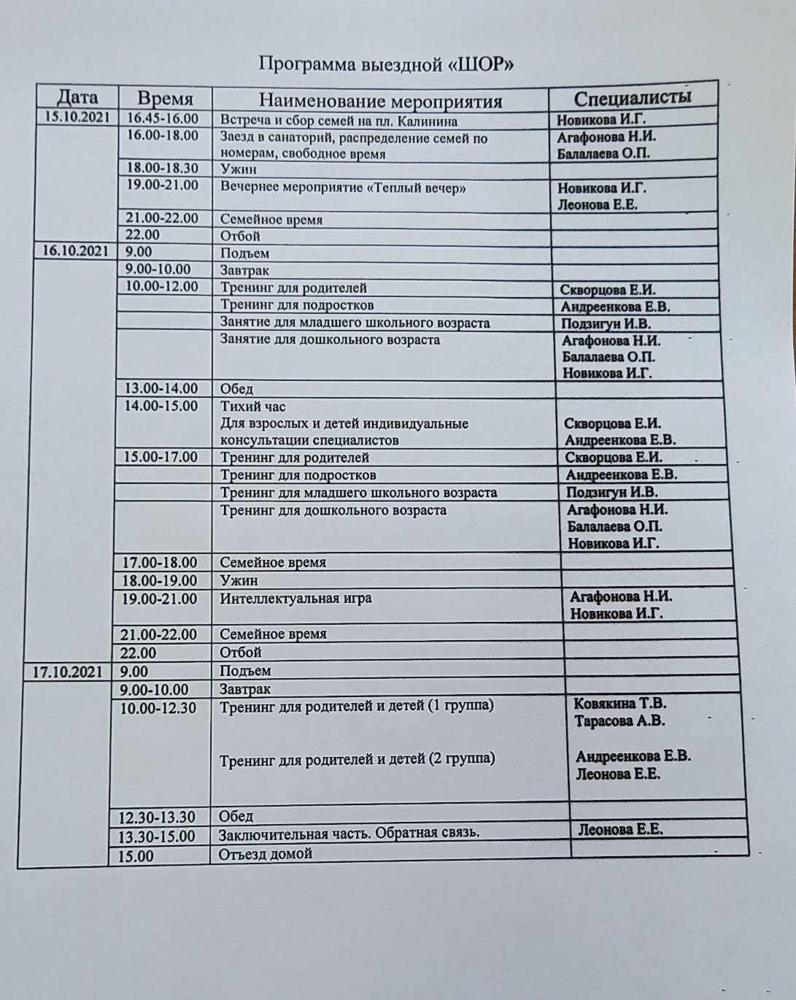 Программа выездной «ШОР»
Дата Время Наименование мероприятия Специалисты
15.10.2021 16.45-16.00 Встреча и сбор семей на пл. Калинина Новикова И.Г.
16.00-18.00 Заезд в санаторий, распределение семей по Агафонова Н.И.
номерам, свободное время Балалаева О.П.
18.00-18.30 Ужин
19.00-21.00 Вечернее мероприятие «Теплый вечер» Новикова И.Г.
Леонова Е.Е.
21.00-22.00 Семейное время
22.00 Отбой
16.10.2021 9.00 Подъем
9.00-10.00 Завтрак
10.00-12.00 Тренинг для родителей Скворцова Е.И.
Тренинг для подростков Андреенкова Е.В.
Занятие для младшего школьного возраста Подзигун И.В.
Занятие для дошкольного возраста Агафонова Н.И.
Балалаева О.П.
Новикова И.Г.
13.00-14.00 Обед
14.00-15.00 Тихий час
Для взрослых и детей индивидуальные Скворцова Е.И.
консультации специалистов Андреенкова Е.В.
15.00-17.00 Тренинг для родителей Скворцова Е.И.
Тренинг для подростков Андреенкова Е.В.
Тренинг для младшего школьного возраста Подзигун И.В.
Тренинг для дошкольного возраста Агафонова Н.И.
Балалаева О.П.
Новикова И.Г.
17.00-18.00 Семейное время
18.00-19.00 Ужин
19.00-21.00 Интеллектуальная игра Агафонова Н.И.
Новикова И.Г.
21.00-22.00 Семейное время
22.00 Отбой
17.10.2021 9.00 Подъем
9.00-10.00 Завтрак
10.00-12.30 Тренинг для родителей и детей (1 группа) Ковякина Т.В.
Тарасова А.В.
Тренинг для родителей и детей (2 группа) Андреенкова Е.В.
Леонова Е.Е.
12.30-13.30 Обед
13.30-15.00 Заключительная часть. Обратная связь. Леонова Е.Е.
15.00 Отъезд домой